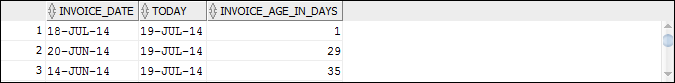 INVOICE_DATE TODAY INVOICE_AGE_IN_DAYS
1 18-JUL-14 19-JUL-14 1
2 20-JUN-14 19-JUL-14 29
3 14-JUN-14 19-JUL-14 35